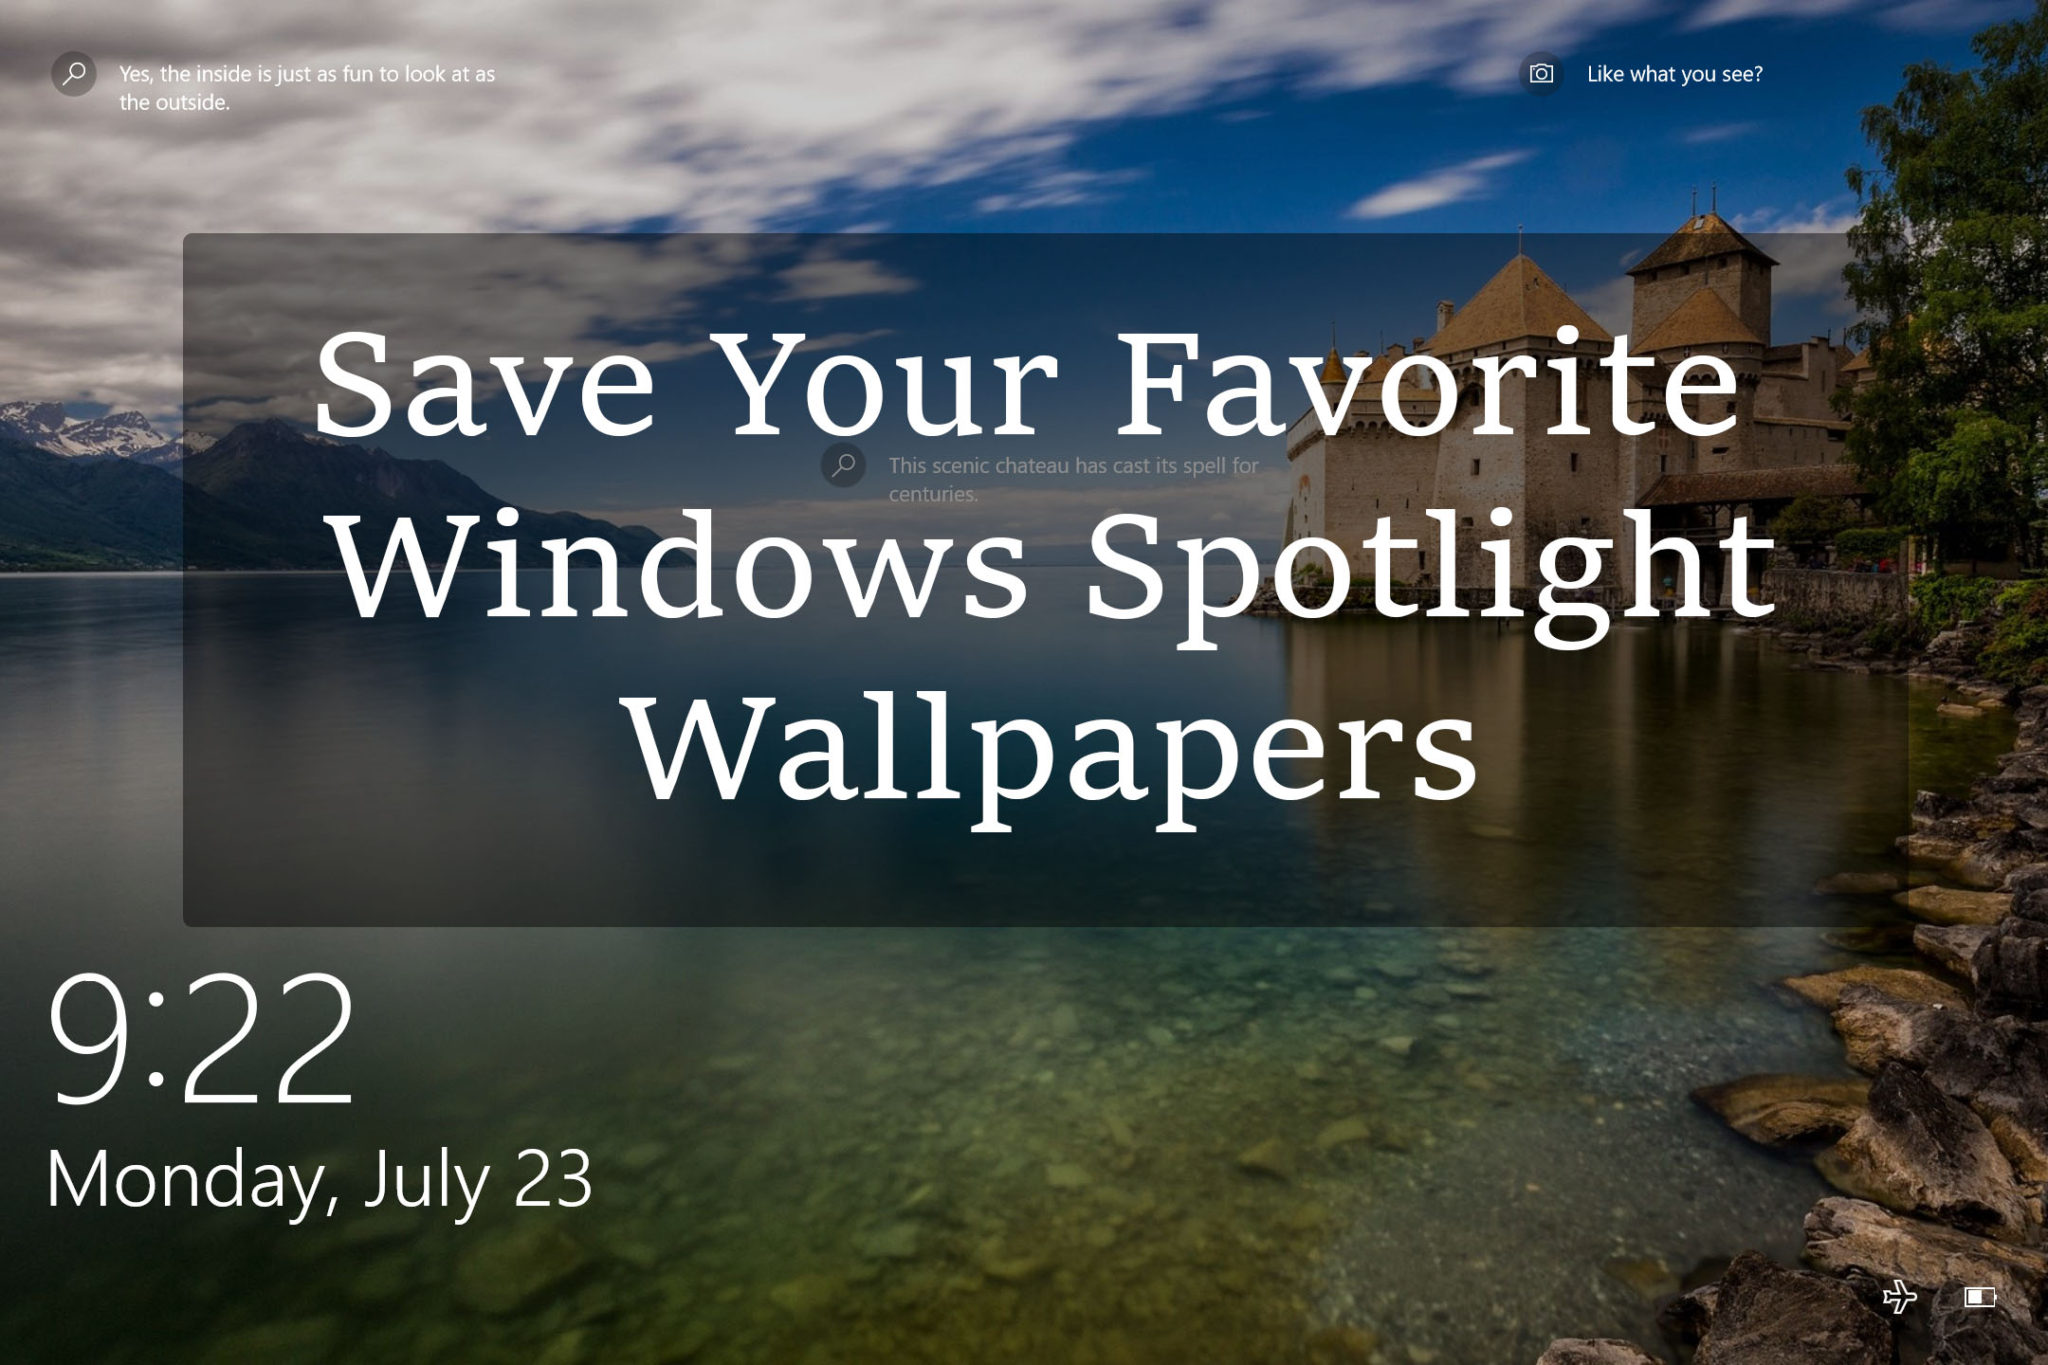 Yes, the inside is just as fun to look at as
the outside.
Like what you see?
Save Your Favorite
This scenic chateau has cast its spell for
centuries.
Windows Spotlight
Wallpapers
9:22
Monday, July 23